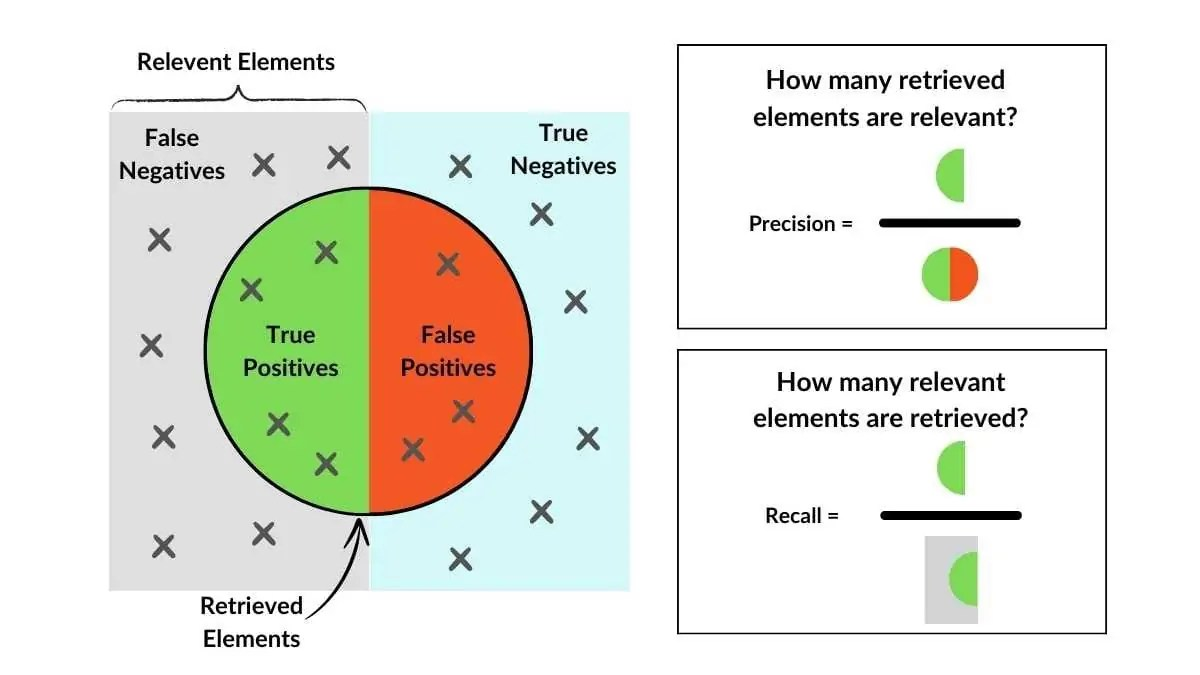 Relevent Elements
False
Negatives
True
Negatives
True
Positives
False
Positives
Retrieved
Elements
How many retrieved
elements are relevant?
Precision =
How many relevant
elements are retrieved?
Recall =